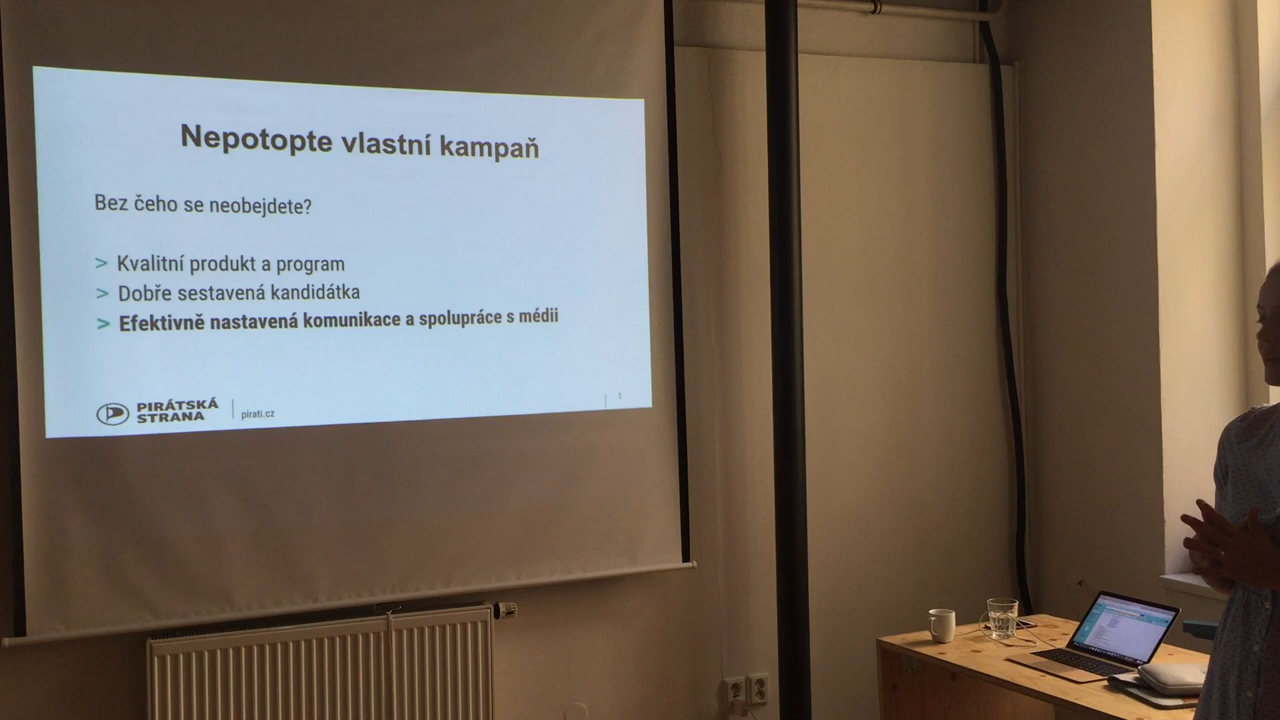 Nepotopte vlastní kampaň
Bez čeho se neobejdete?
> Kvalitní produkt a program
> Dobře sestavená kandidátka
> Efektivně nastavená komunikace a spolupráce s médii
PIRÁTSKÁ
STRANA
pirati.cz
1